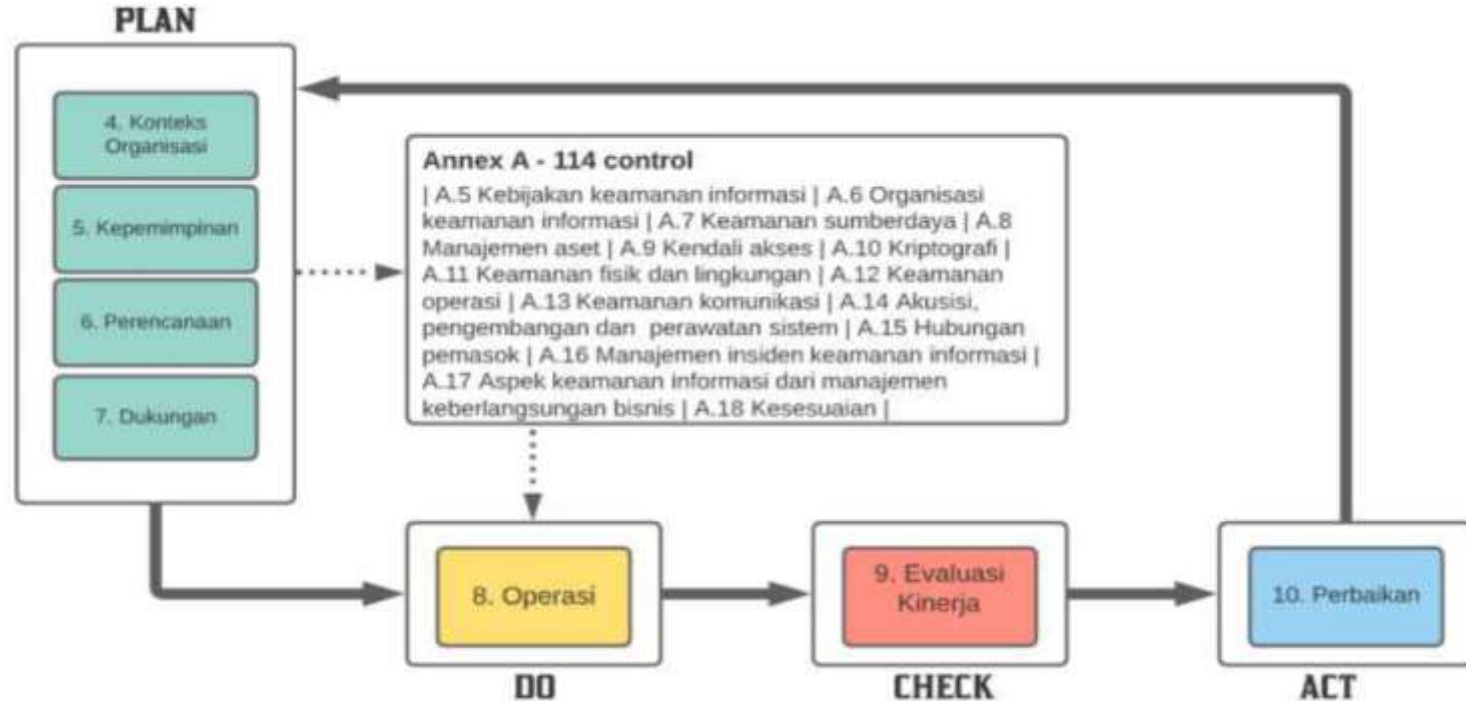 PLAN
4. Konteks
Organisasi
5. Kepemimpinan
6. Perencanaan
7. Dukungan
Annex A - 114 control
| A.5 Kebijakan keamanan informasi | A.6 Organisasi
keamanan informasi | A.7 Keamanan sumberdaya | A.8
Manajemen aset | A.9 Kendali akses | A.10 Kriptografi |
A.11 Keamanan fisik dan lingkungan | A.12 Keamanan
operasi | A.13 Keamanan komunikasi | A.14 Akusisi,
pengembangan dan perawatan sistem | A.15 Hubungan
pemasok | A.16 Manajemen insiden keamanan informasi |
A.17 Aspek keamanan informasi dari manajemen
keberlangsungan bisnis | A.18 Kesesuaian |
8. Operasi
DO
9. Evaluasi
Kinerja
CHECK
10. Perbaikan
ACT